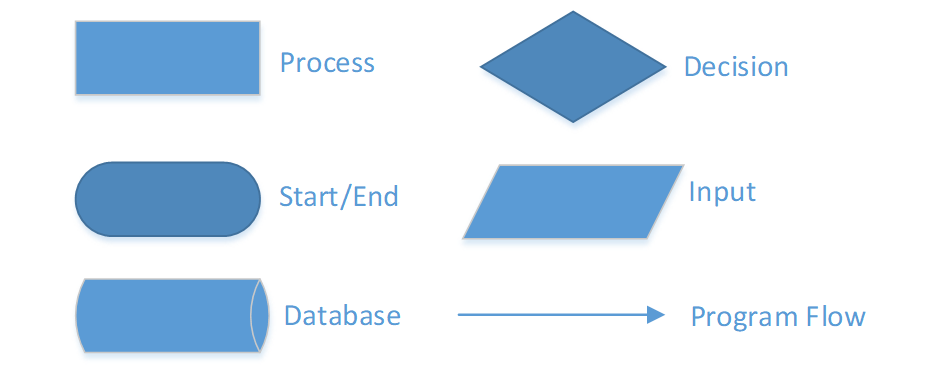 Process
Decision
Start/End
Input
Database
Program Flow